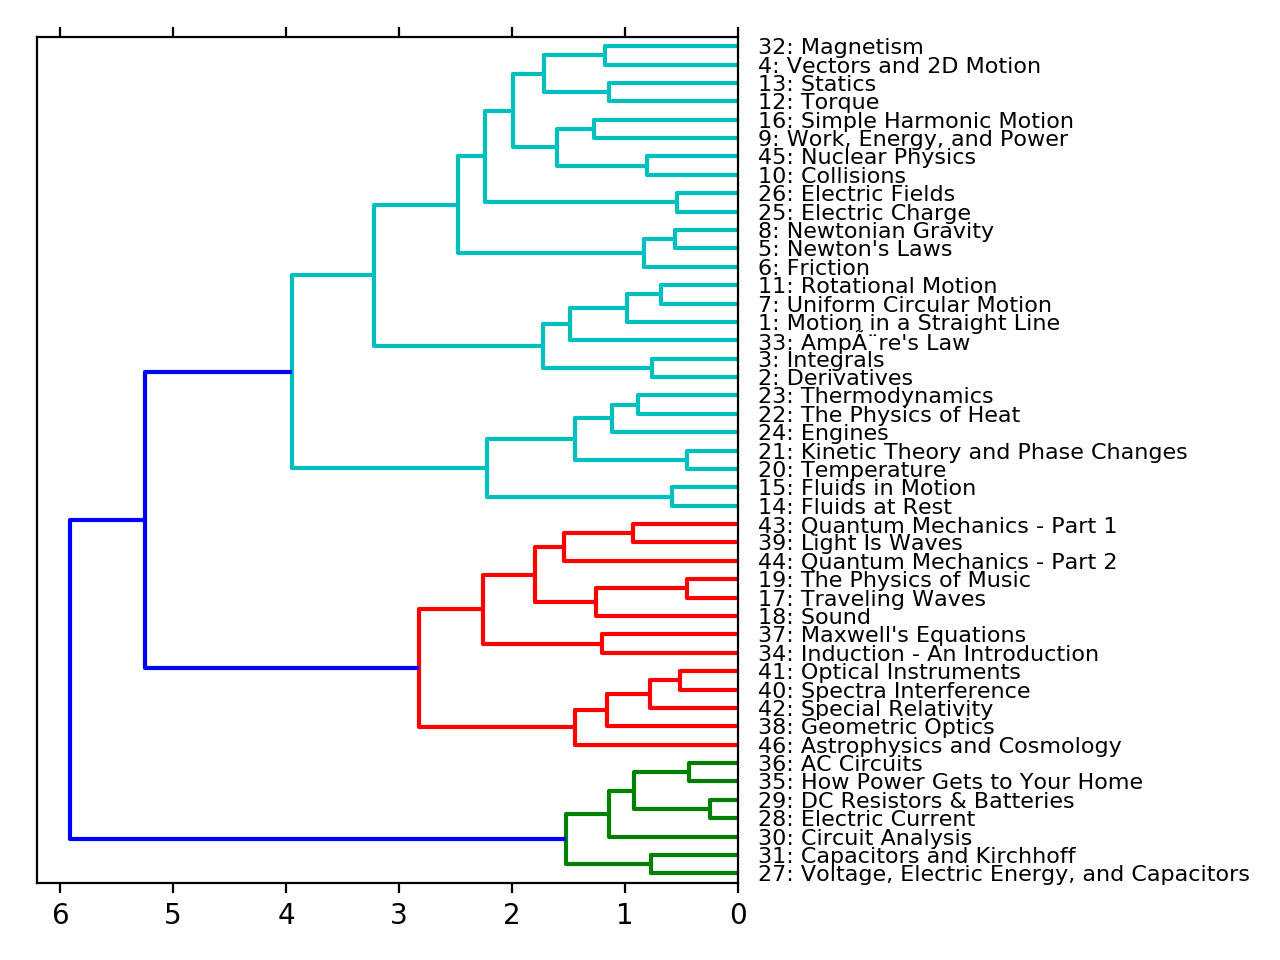 32: Magnetism
4: Vectors and 2D Motion
13: Statics
12: Torque
16: Simple Harmonic Motion
9: Work, Energy, and Power
45: Nuclear Physics
10: Collisions
26: Electric Fields
25: Electric Charge
8: Newtonian Gravity
5: Newton's Laws
6: Friction
11: Rotational Motion
7: Uniform Circular Motion
1: Motion in a Straight Line
33: AmpÃ¨re's Law
3: Integrals
2: Derivatives
23: Thermodynamics
22: The Physics of Heat
24: Engines
21: Kinetic Theory and Phase Changes
20: Temperature
15: Fluids in Motion
14: Fluids at Rest
43: Quantum Mechanics - Part 1
39: Light Is Waves
44: Quantum Mechanics - Part 2
19: The Physics of Music
17: Traveling Waves
18: Sound
37: Maxwell's Equations
34: Induction - An Introduction
41: Optical Instruments
40: Spectra Interference
42: Special Relativity
38: Geometric Optics
46: Astrophysics and Cosmology
36: AC Circuits
35: How Power Gets to Your Home
29: DC Resistors & Batteries
28: Electric Current
30: Circuit Analysis
31: Capacitors and Kirchhoff
27: Voltage, Electric Energy, and Capacitors
6 5 4 3 2 1 0